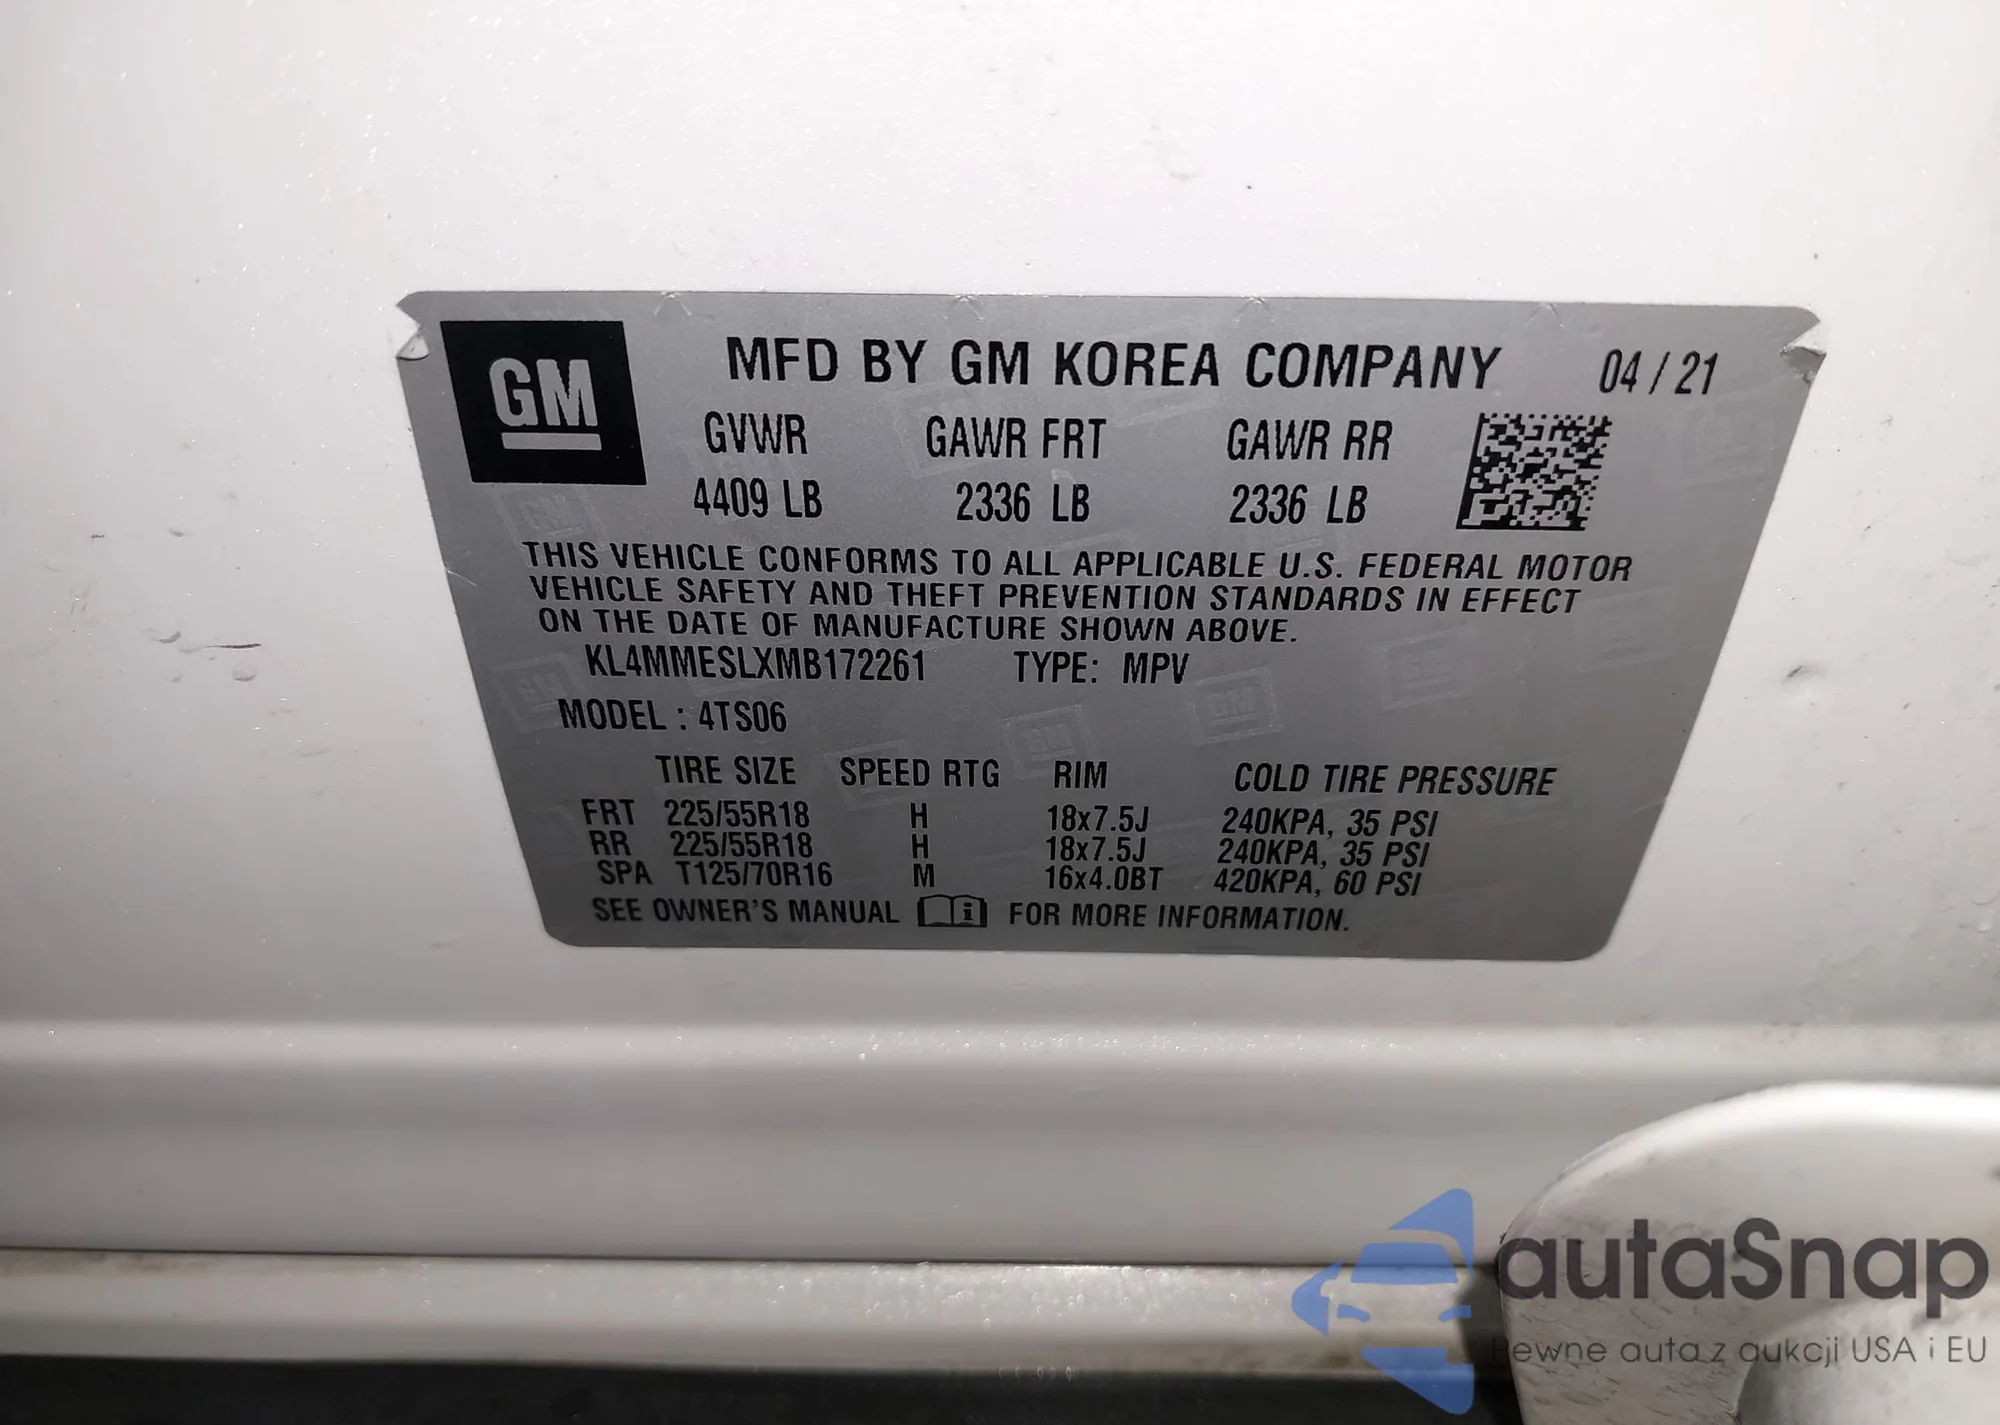 GM
MFD BY GM KOREA COMPANY 04/21
GVWR GAWR FRT GAWR RR
4409 LB 2336 LB 2336 LB
THIS VEHICLE CONFORMS TO ALL APPLICABLE U.S. FEDERAL MOTOR
VEHICLE SAFETY AND THEFT PREVENTION STANDARDS IN EFFECT
ON THE DATE OF MANUFACTURE SHOWN ABOVE.
KL4MMESLXMB172261 TYPE: MPV
MODEL : 4TS06
TIRE SIZE SPEED RTG RIM COLD TIRE PRESSURE
FRT 225/55R18 H 18x7.5J 240KPA, 35 PSI
RR 225/55R18 H 18x7.5J 240KPA, 35 PSI
SPA T125/70R16 M 16x4.0BT 420KPA, 60 PSI
SEE OWNER'S MANUAL i FOR MORE INFORMATION.
autaSnap
Pewne auta z aukcji USA i EU